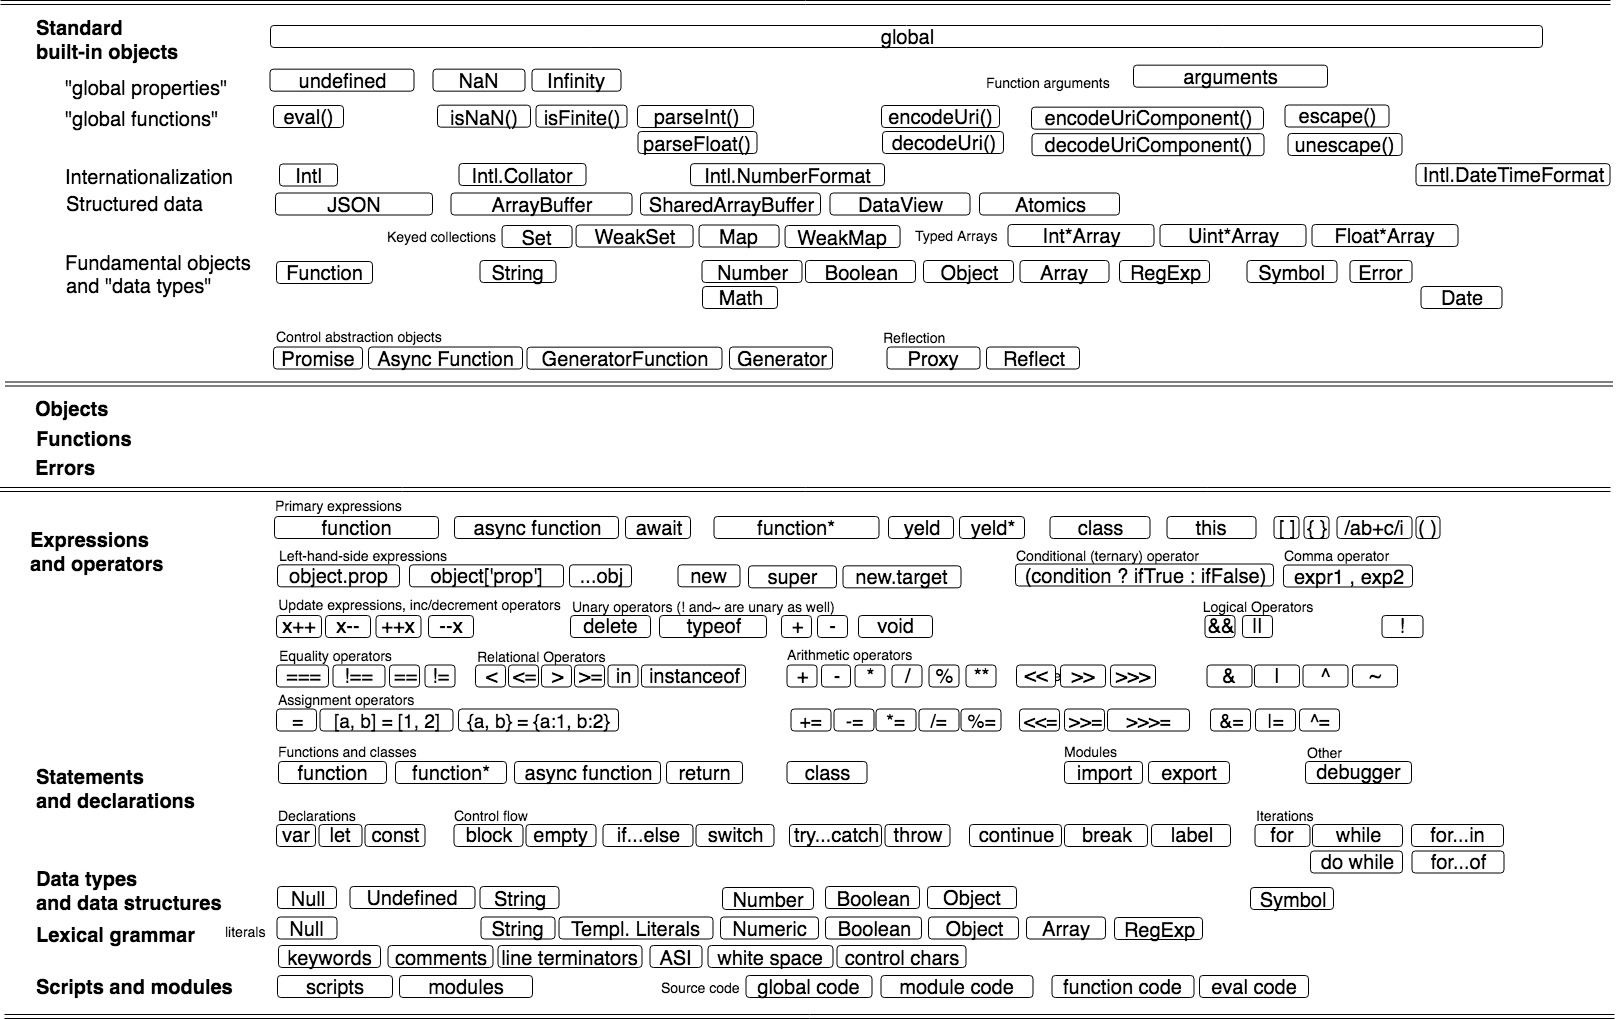 Standard
built-in objects
global
"global properties" undefined NaN Infinity Function arguments arguments
"global functions" eval() isNaN() isFinite() parseInt() encodeUri() encodeUriComponent() escape()
parseFloat() decodeUri() decodeUriComponent() unescape()
Internationalization Intl Intl.Collator Intl.NumberFormat Intl.DateTimeFormat
Structured data JSON ArrayBuffer SharedArrayBuffer DataView Atomics
Keyed collections Set WeakSet Map WeakMap Typed Arrays Int*Array Uint*Array Float*Array
Fundamental objects
and "data types"
Function String Number Boolean Object Array RegExp Symbol Error
Math Date
Control abstraction objects Reflection
Promise Async Function GeneratorFunction Generator Proxy Reflect
Objects
Functions
Errors
Expressions
and operators
Primary expressions
function async function await function* yeld yeld* class this [ ] { } /ab+c/i ( )
Left-hand-side expressions Conditional (ternary) operator Comma operator
object.prop object['prop'] ...obj new super new.target (condition ? ifTrue : ifFalse) expr1 , exp2
Update expressions, inc/decrement operators Unary operators (! and~ are unary as well) Logical Operators
x++ x-- ++x --x delete typeof + - void && || !
Equality operators Relational Operators Arithmetic operators
=== !== == != < <= > >= in instanceof + - * / % ** << >> >>> & | ^ ~
Assignment operators
= [a, b] = [1, 2] {a, b} = {a:1, b:2} += -= *= /= %= <<= >>= >>>= &= |= ^=
Statements
and declarations
Functions and classes Modules Other
function function* async function return class import export debugger
Declarations Control flow Iterations
var let const block empty if...else switch try...catch throw continue break label for while for...in
do while for...of
Data types
and data structures
Null Undefined String Number Boolean Object Symbol
Lexical grammar literals Null String Templ. Literals Numeric Boolean Object Array RegExp
keywords comments line terminators ASI white space control chars
Scripts and modules scripts modules Source code global code module code function code eval code